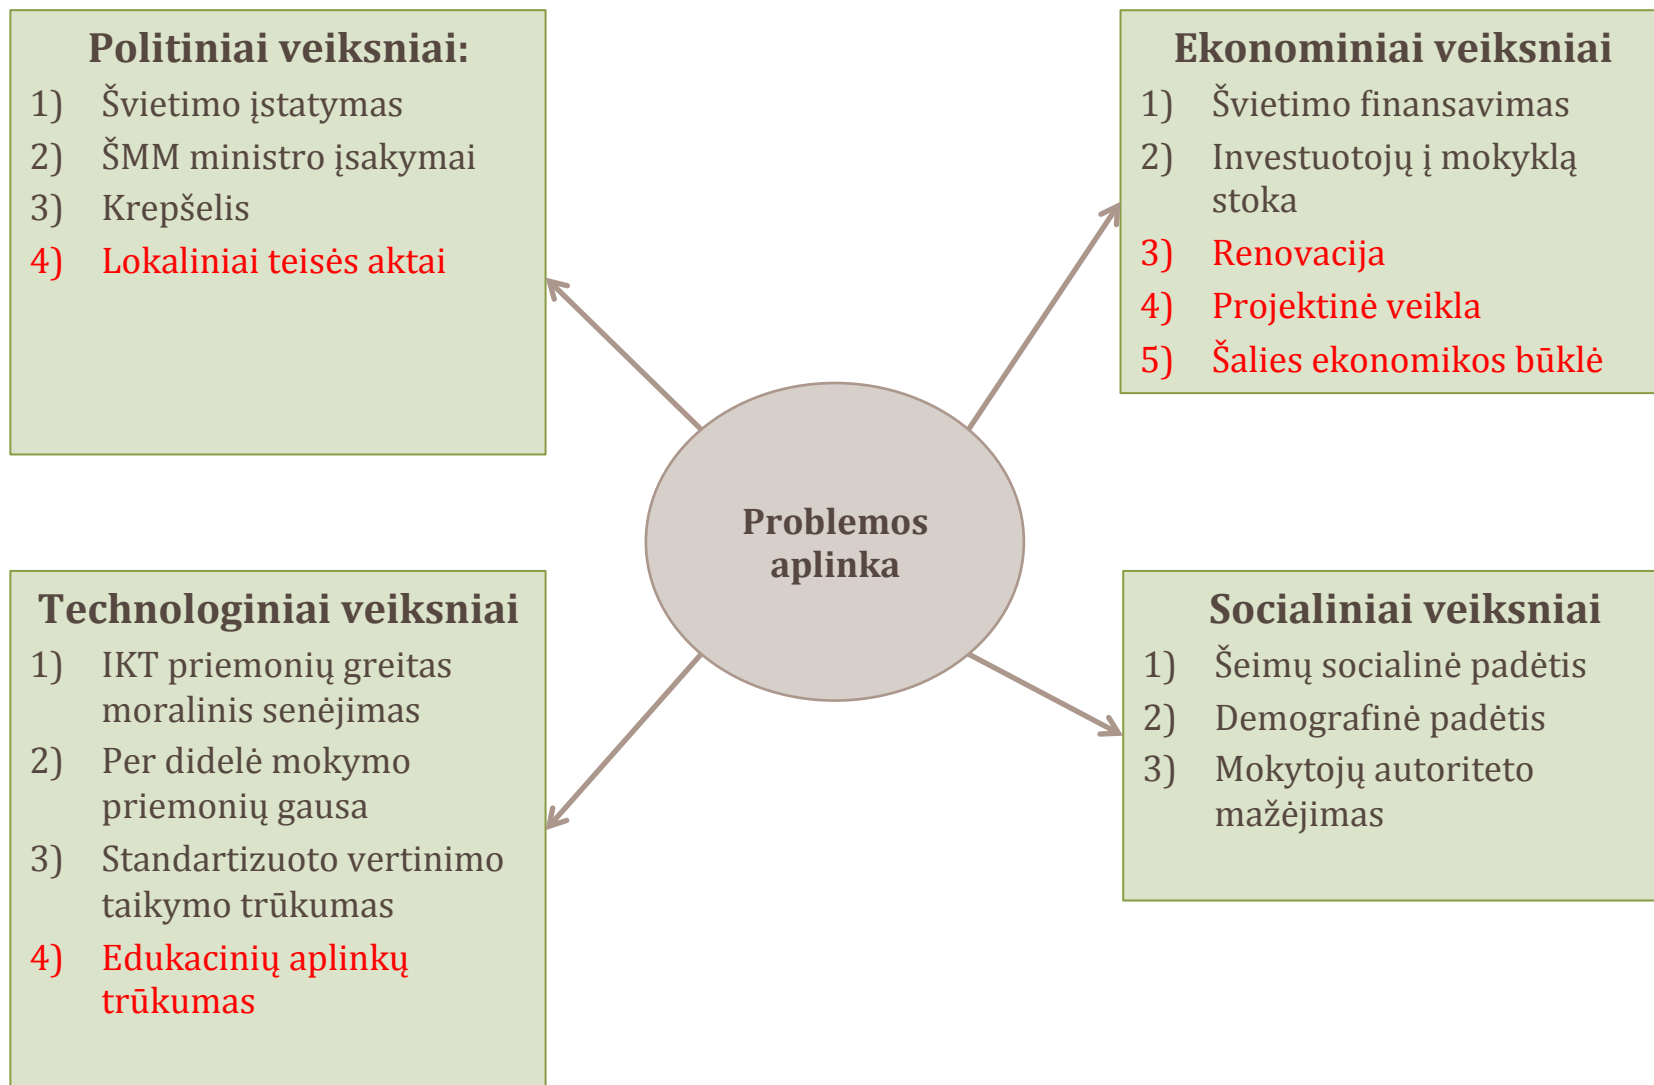 Politiniai veiksniai:
1) Švietimo įstatymas
2) ŠMM ministro įsakymai
3) Krepšelis
4) Lokaliniai teisės aktai
Ekonominiai veiksniai
1) Švietimo finansavimas
2) Investuotojų į mokyklą
stoka
3) Renovacija
4) Projektinė veikla
5) Šalies ekonomikos būklė
Problemos
aplinka
Technologiniai veiksniai
1) IKT priemonių greitas
moralinis senėjimas
2) Per didelė mokymo
priemonių gausa
3) Standartizuoto vertinimo
taikymo trūkumas
4) Edukacinių aplinkų
trūkumas
Socialiniai veiksniai
1) Šeimų socialinė padėtis
2) Demografinė padėtis
3) Mokytojų autoriteto
mažėjimas